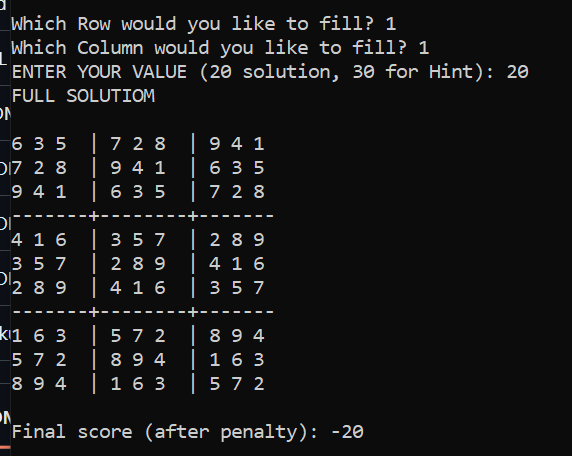 Which Row would you like to fill? 1
Which Column would you like to fill? 1
ENTER YOUR VALUE (20 solution, 30 for Hint): 20
FULL SOLUTIOM
6 3 5  | 7 2 8  | 9 4 1
7 2 8  | 9 4 1  | 6 3 5
9 4 1  | 6 3 5  | 7 2 8
-------+--------+-------
4 1 6  | 3 5 7  | 2 8 9
3 5 7  | 2 8 9  | 4 1 6
2 8 9  | 4 1 6  | 3 5 7
-------+--------+-------
1 6 3  | 5 7 2  | 8 9 4
5 7 2  | 8 9 4  | 1 6 3
8 9 4  | 1 6 3  | 5 7 2
Final score (after penalty): -20